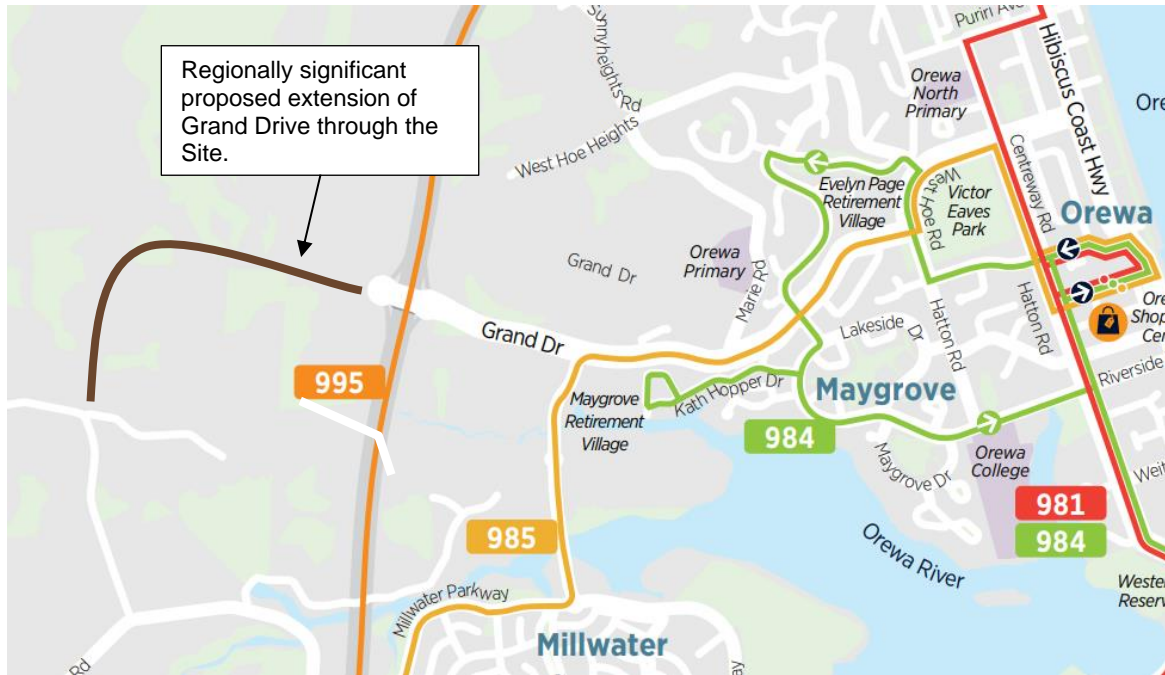 Regionally significant
proposed extension of
Grand Drive through the
Site.
Sunnyheights Rd
West Hoe Heights
Puriri Ave
Hibiscus Coast Hwy
Orewa
North
Primary
Evelyn Page
Retirement
Village
West Hoe Rd
Victor
Eaves
Park
Centreway Rd
Orewa
Orewa
Primary
Grand Dr
Marie Rd
Grand Dr
Lakeside Dr
Hatton Rd
Hatton Rd
Riverside
995
Maygrove
Retirement
Village
Kath Hopper Dr
Maygrove
984
Orewa
College
Maygrove Dr
981
984
985
Orewa River
Millwater Parkway
Millwater
Rd